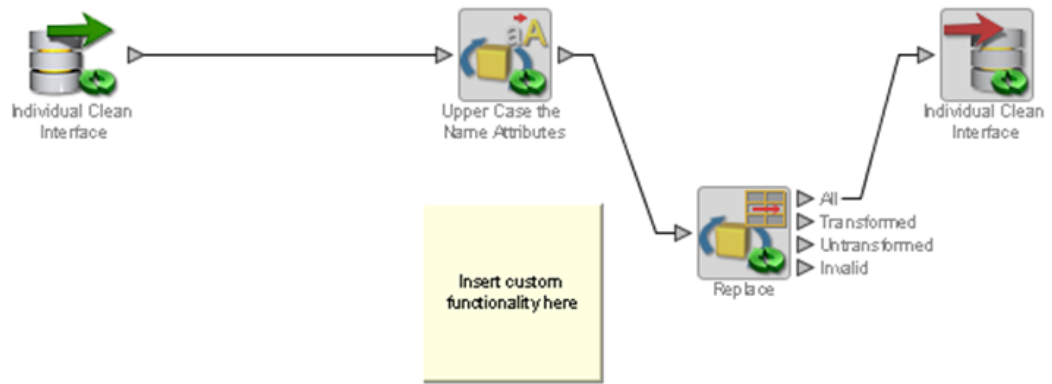 Individual Clean
Interface
Upper Case the
Name Attributes
Individual Clean
Interface
All
Transformed
Untransformed
Invalid
Replace
Insert custom
functionality here